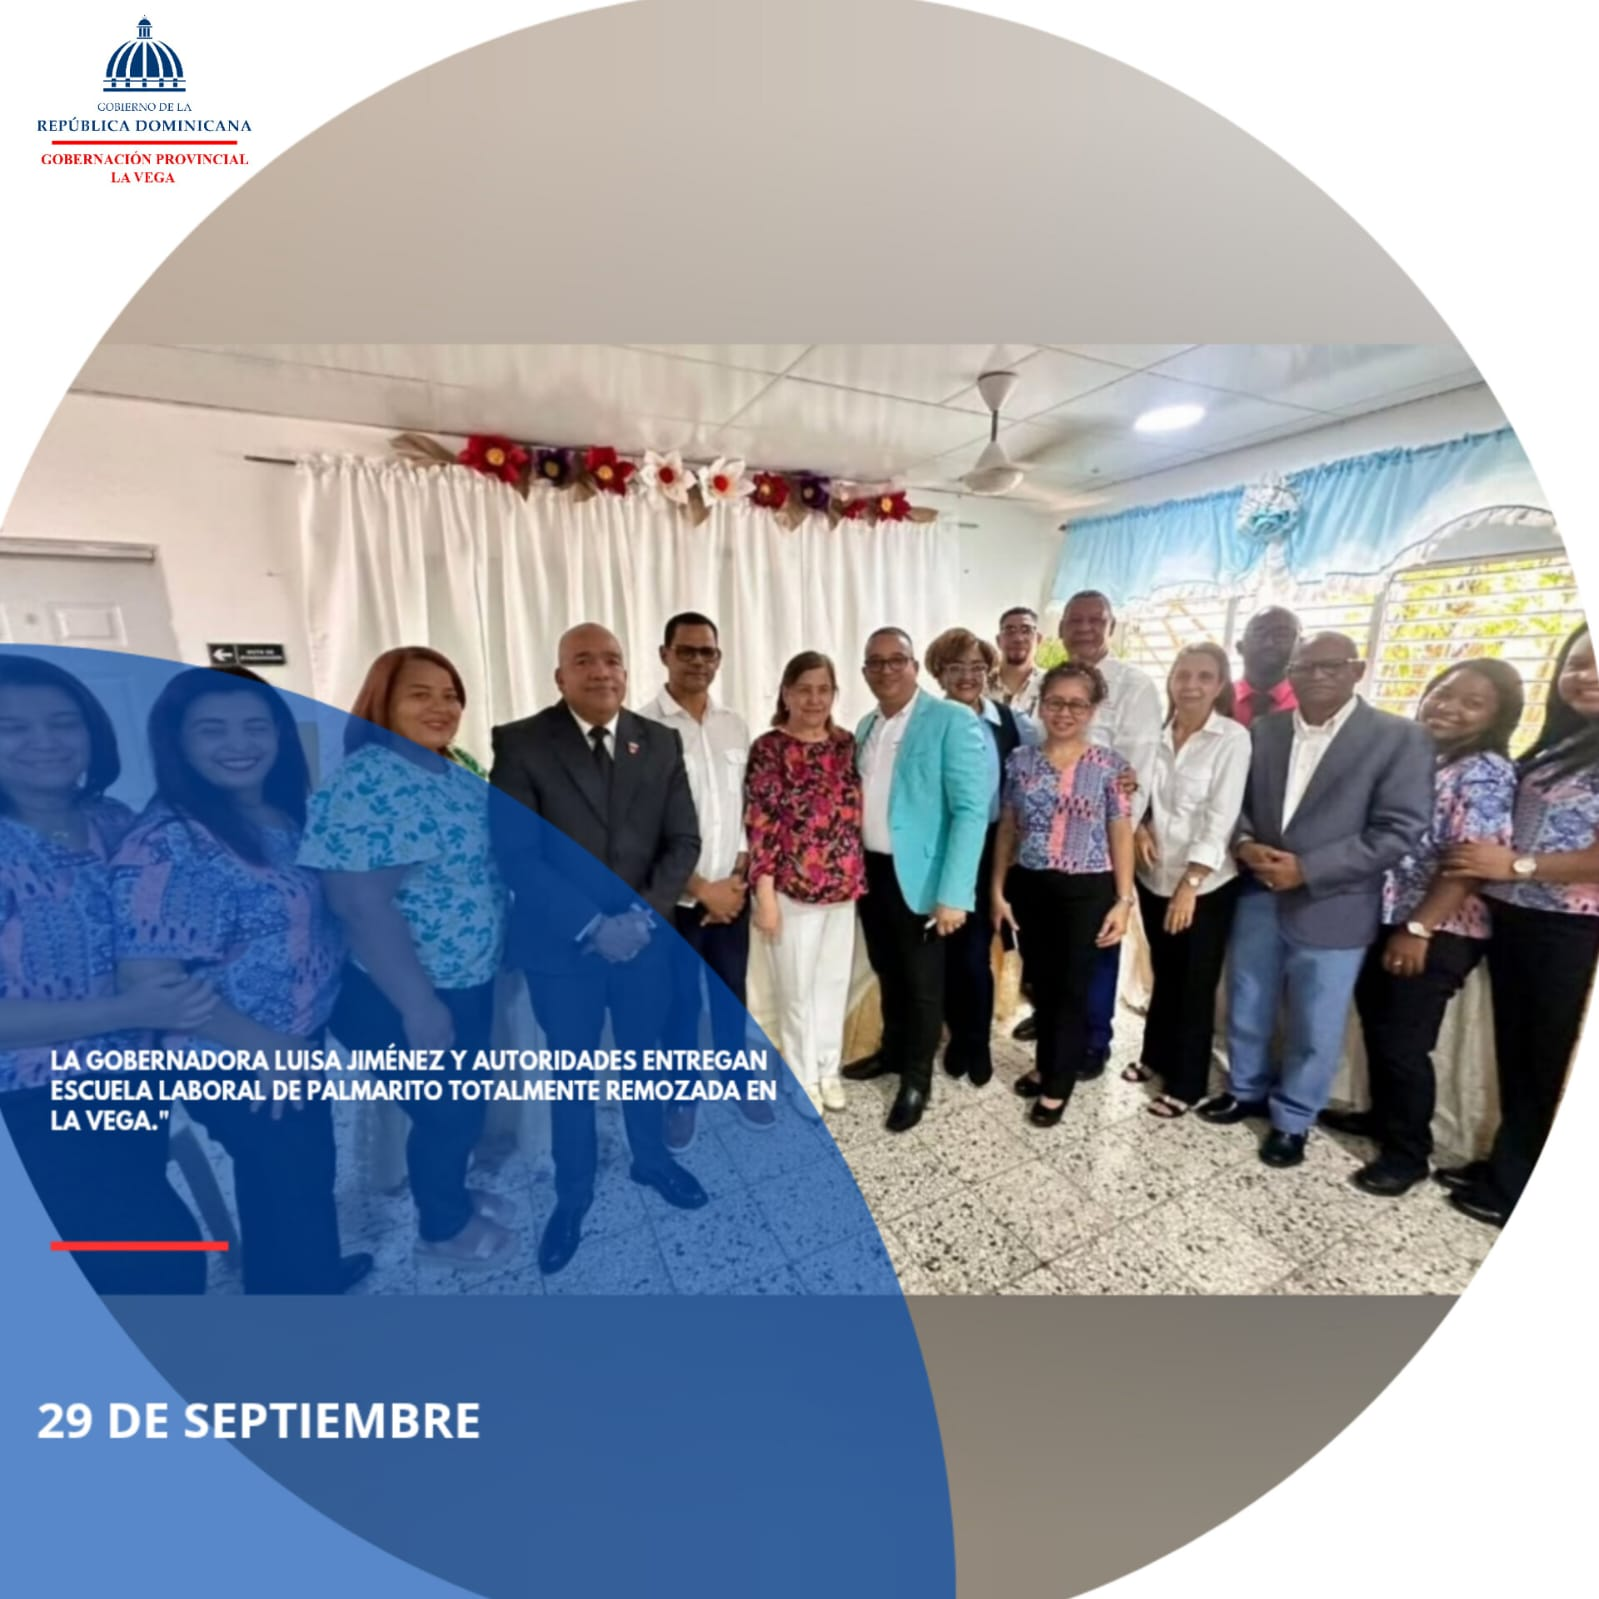 GOBIERNO DE LA
REPÚBLICA DOMINICANA
GOBERNACIÓN PROVINCIAL
LA VEGA
LA GOBERNADORA LUISA JIMÉNEZ Y AUTORIDADES ENTREGAN
ESCUELA LABORAL DE PALMARITO TOTALMENTE REMOZADA EN
LA VEGA."
29 DE SEPTIEMBRE